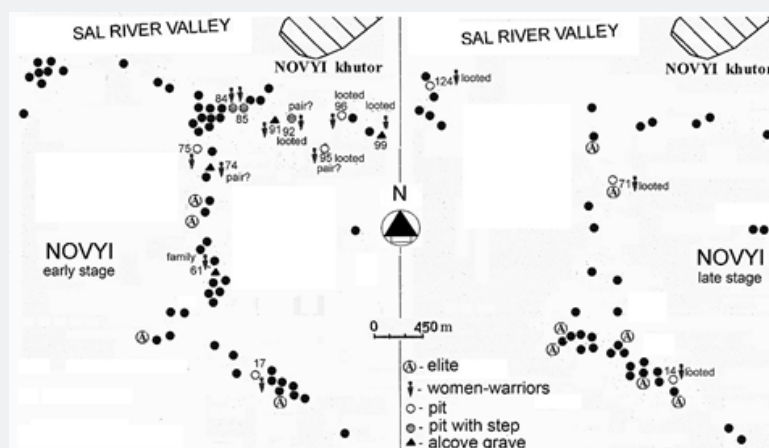 SAL RIVER VALLEY
NOVYI khutor
84
85
pair?
91
92
looted
looted
96
looted
99
95 looted
75
74
pair?
NOVYI
early stage
family
61
17
N
0 450 m
Ⓐ - elite
- women-warriors
- pit
- pit with step
- alcove grave
SAL RIVER VALLEY
NOVYI khutor
124 looted
71 looted
NOVYI
late stage
14 looted